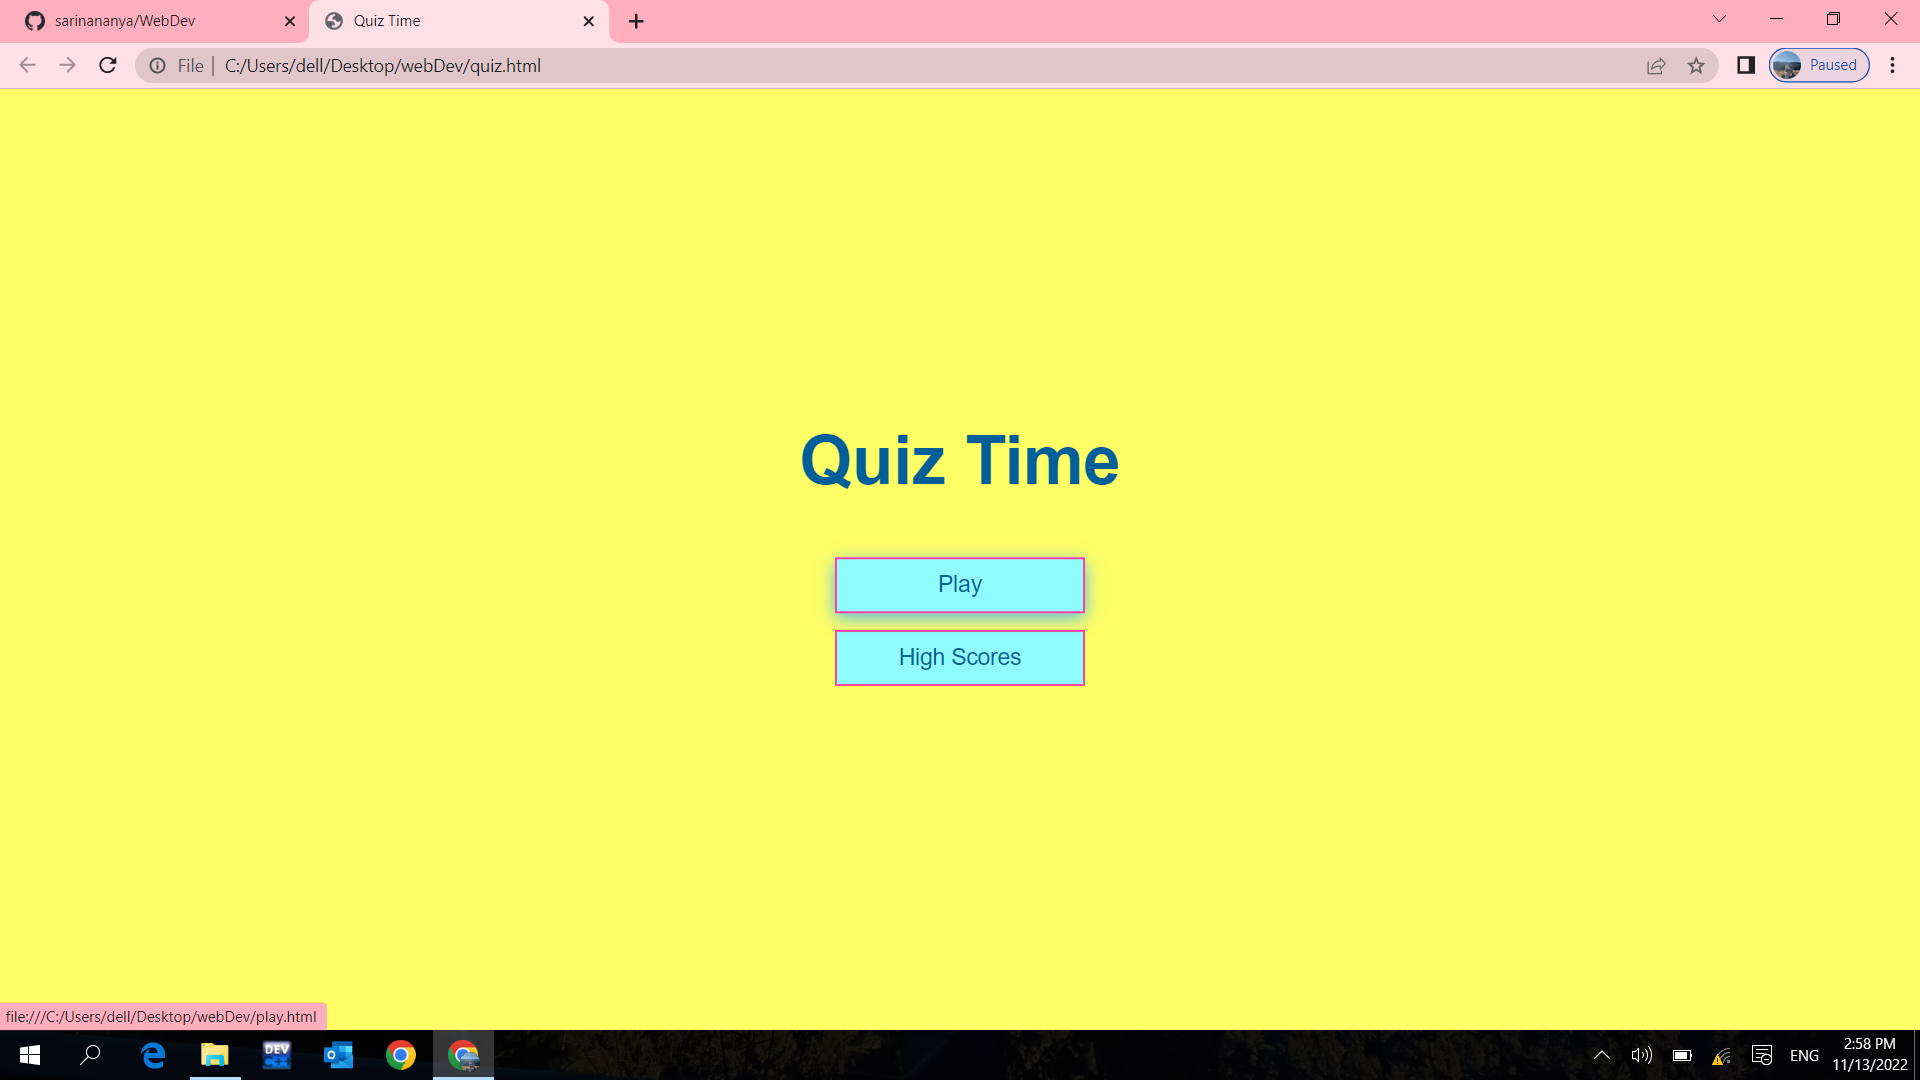 sarinananya/WebDev
Quiz Time
File | C:/Users/dell/Desktop/webDev/quiz.html
Paused
Quiz Time
Play
High Scores
file:///C:/Users/dell/Desktop/webDev/play.html
DEV
C++
ENG
2:58 PM
11/13/2022